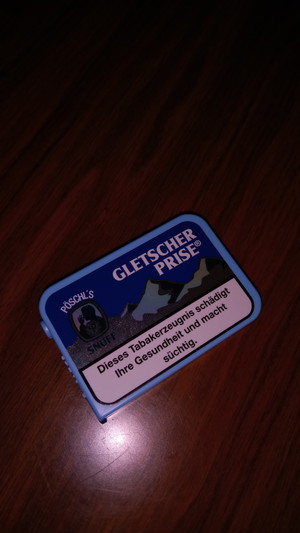 PÖSCHL'S
GLETSCHER
PRISE®
SNUFF
Dieses Tabakerzeugnis schädigt
Ihre Gesundheit und macht
süchtig.